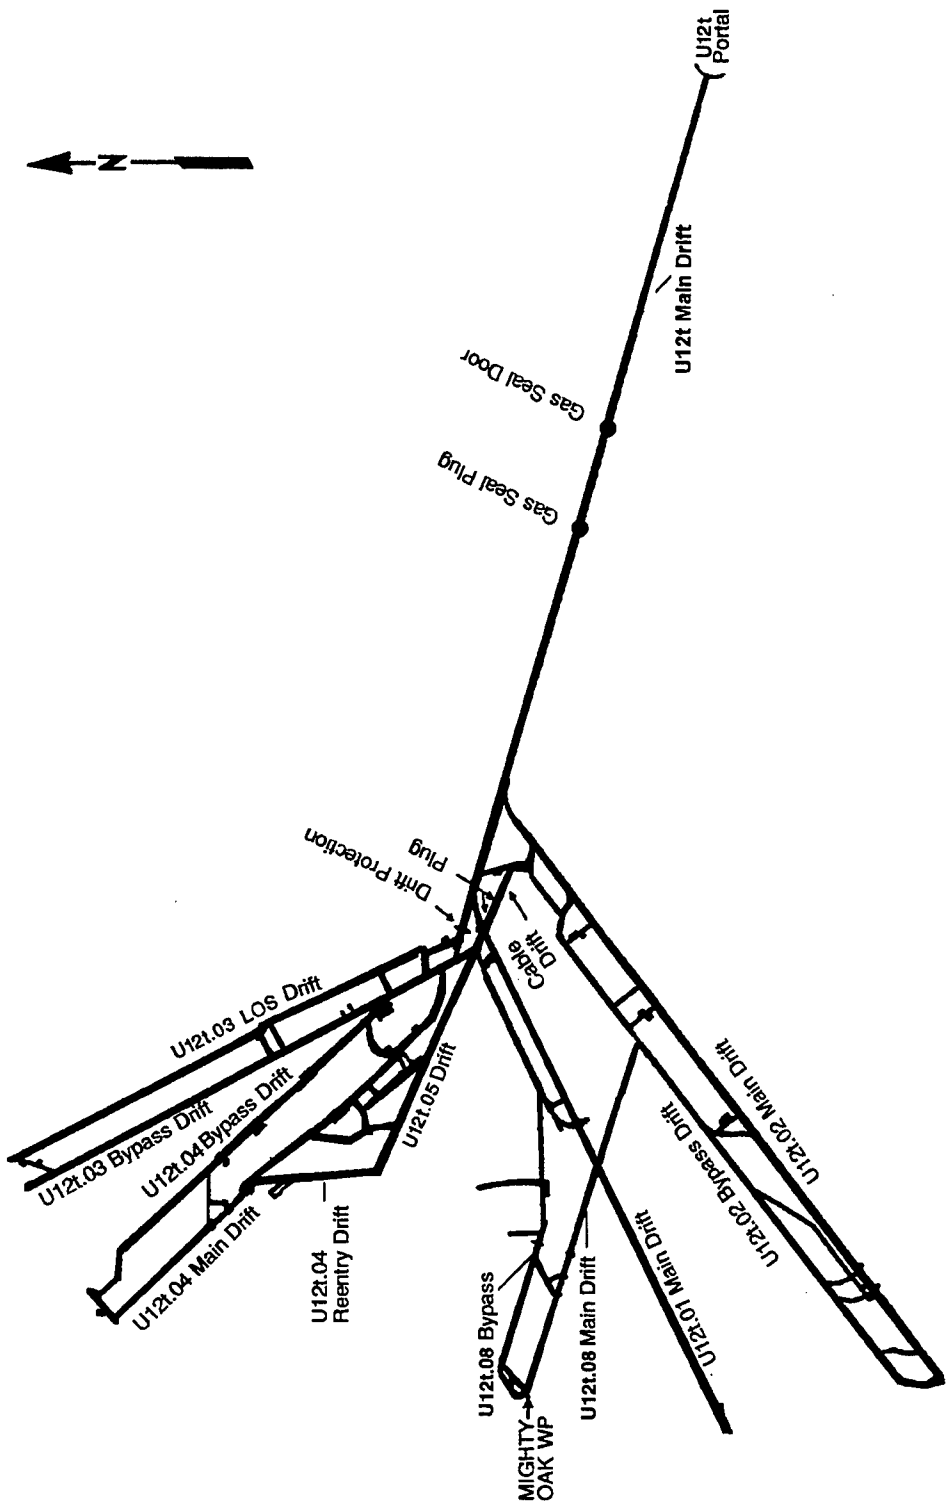 U12t
Portal
N
U12t Main Drift
Gas Seal Door
Gas Seal Plug
Drift Protection
Plug
Cable
Drift
U12t.03 LOS Drift
U12t.03 Bypass Drift
U12t.04 Bypass Drift
U12t.04 Main Drift
U12t.05 Drift
U12t.04
Reentry Drift
U12t.08 Bypass
U12t.08 Main Drift
MIGHTY
OAK WP
U12t.01 Main Drift
U12t.02 Bypass Drift
U12t.02 Main Drift